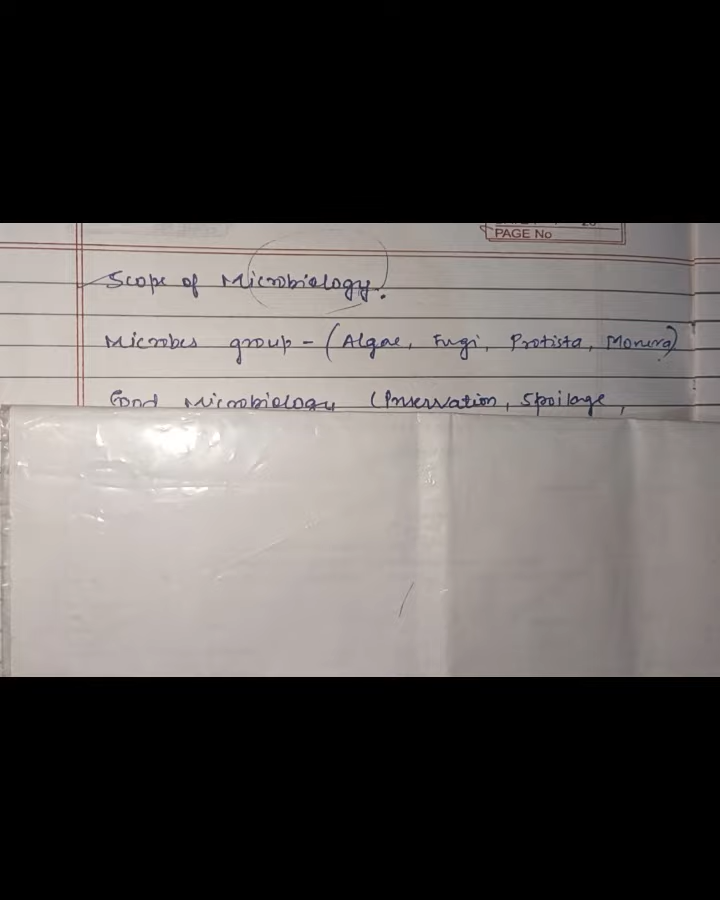 PAGE No
Scope of Microbiology.
Microbes group - (Algae, Fugi, Protista, Monera)
Food Microbiology (Preservation, Spoilage,